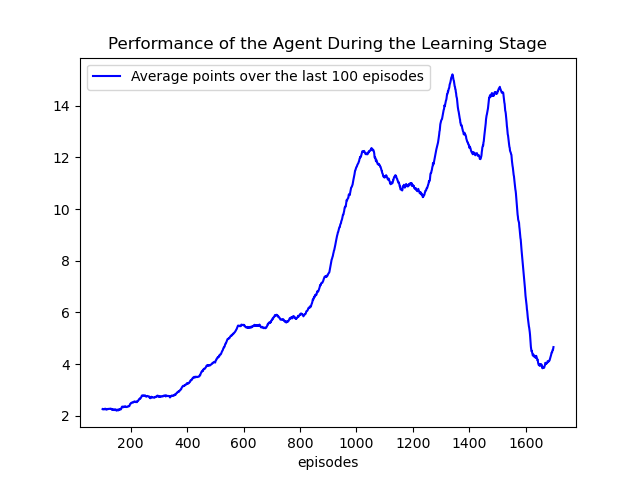 Performance of the Agent During the Learning Stage
Average points over the last 100 episodes
14
12
10
8
6
4
2
200 400 600 800 1000 1200 1400 1600
episodes